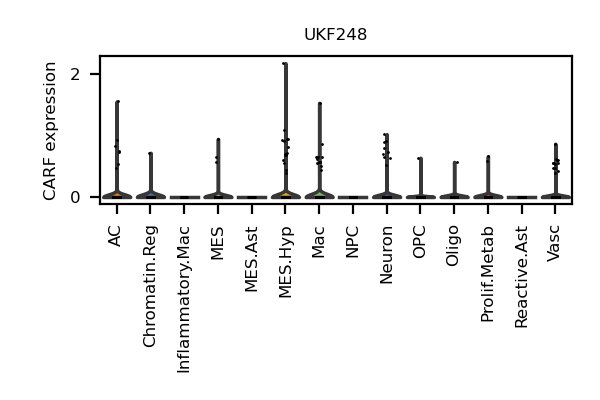 UKF248
CARF expression
2
0
AC
Chromatin.Reg
Inflammatory.Mac
MES
MES.Ast
MES.Hyp
Mac
NPC
Neuron
OPC
Oligo
Prolif.Metab
Reactive.Ast
Vasc